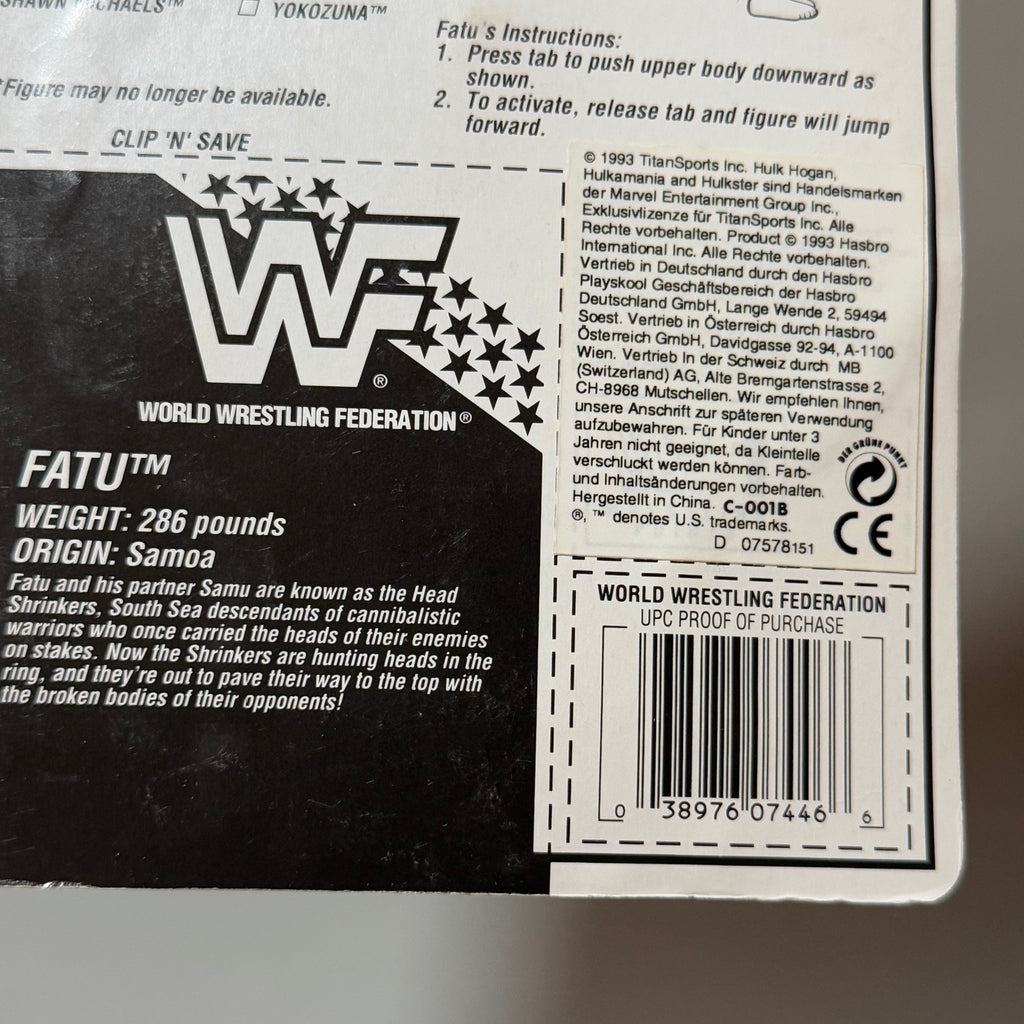 YOKOZUNA™
*Figure may no longer be available.
CLIP 'N' SAVE
Fatu's Instructions:
1. Press tab to push upper body downward as
shown.
2. To activate, release tab and figure will jump
forward.
WF
®
WORLD WRESTLING FEDERATION®
FATU™
WEIGHT: 286 pounds
ORIGIN: Samoa
Fatu and his partner Samu are known as the Head
Shrinkers, South Sea descendants of cannibalistic
warriors who once carried the heads of their enemies
on stakes. Now the Shrinkers are hunting heads in the
ring, and they're out to pave their way to the top with
the broken bodies of their opponents!
© 1993 TitanSports Inc. Hulk Hogan,
Hulkamania and Hulkster sind Handelsmarken
der Marvel Entertainment Group Inc.,
Exklusivlizenze für TitanSports Inc. Alle
Rechte vorbehalten. Product © 1993 Hasbro
International Inc. Alle Rechte vorbehalten.
Vertrieb in Deutschland durch den Hasbro
Playskool Geschäftsbereich der Hasbro
Deutschland GmbH, Lange Wende 2, 59494
Soest. Vertrieb in Österreich durch Hasbro
Österreich GmbH, Davidgasse 92-94, A-1100
Wien. Vertrieb In der Schweiz durch MB
(Switzerland) AG, Alte Bremgartenstrasse 2,
CH-8968 Mutschellen. Wir empfehlen Ihnen,
unsere Anschrift zur späteren Verwendung
aufzubewahren. Für Kinder unter 3
Jahren nicht geeignet, da Kleinteile
verschluckt werden können. Farb-
und Inhaltsänderungen vorbehalten.
Hergestellt in China. C-001B
®, ™ denotes U.S. trademarks.
D 07578151
DER GRÜNE PUNKT
CE
WORLD WRESTLING FEDERATION
UPC PROOF OF PURCHASE
0 38976 07446 6